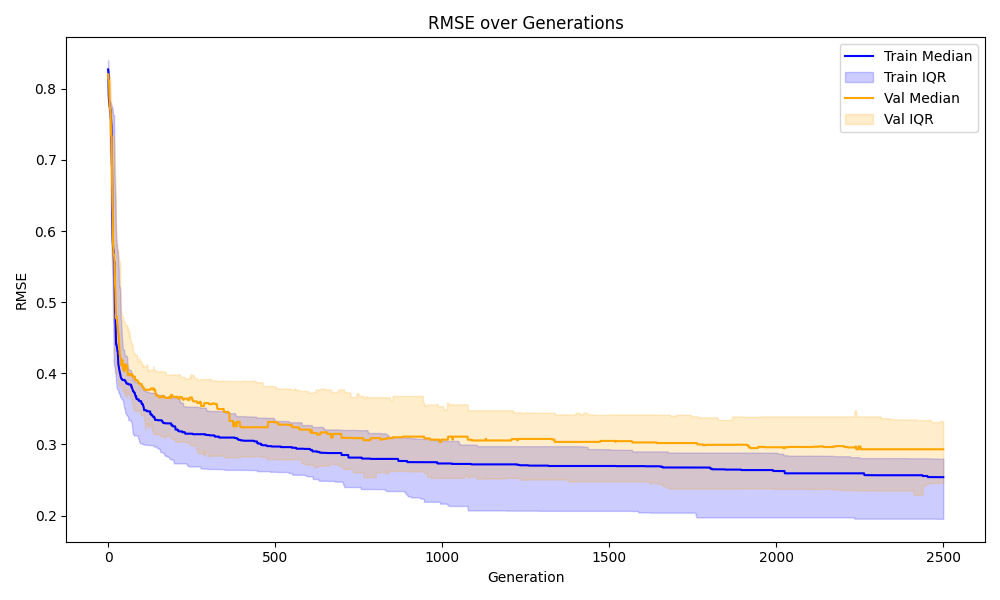 RMSE over Generations
Train Median
Train IQR
Val Median
Val IQR
RMSE
0.8
0.7
0.6
0.5
0.4
0.3
0.2
0
500
1000
1500
2000
2500
Generation